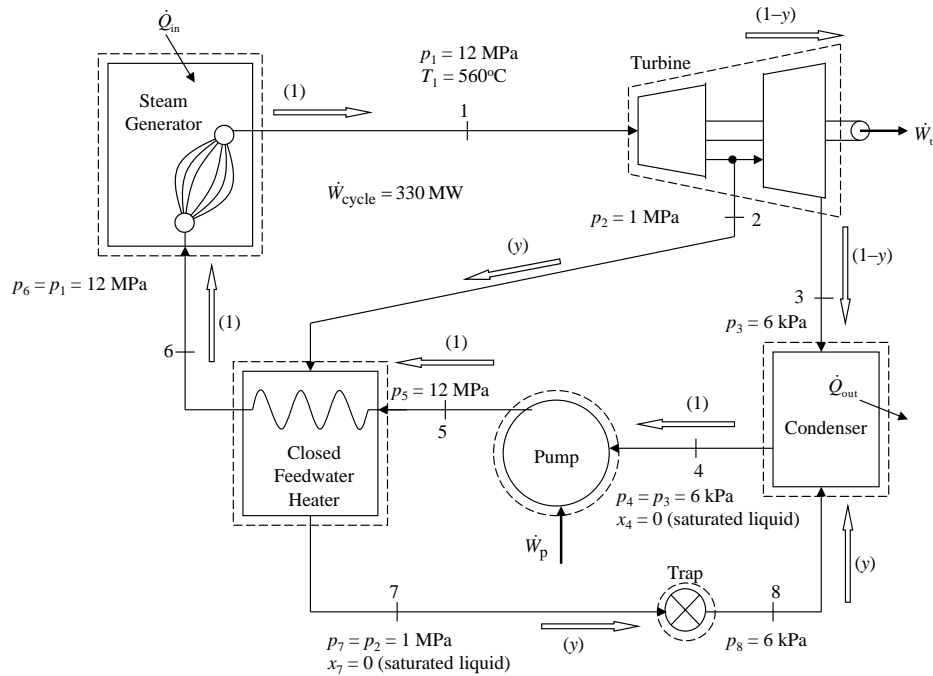 Q̇in
(1–y)
p1 = 12 MPa
T1 = 560°C
Turbine
Steam
Generator
(1)
1
Ẇt
Ẇcycle = 330 MW
p2 = 1 MPa
2
(y)
(1–y)
p6 = p1 = 12 MPa
3
(1)
p3 = 6 kPa
6
(1)
p5 = 12 MPa
Q̇out
(1)
5
Condenser
Closed
Feedwater
Heater
Pump
4
p4 = p3 = 6 kPa
x4 = 0 (saturated liquid)
Ẇp
(y)
Trap
7
8
p7 = p2 = 1 MPa
x7 = 0 (saturated liquid)
(y)
p8 = 6 kPa